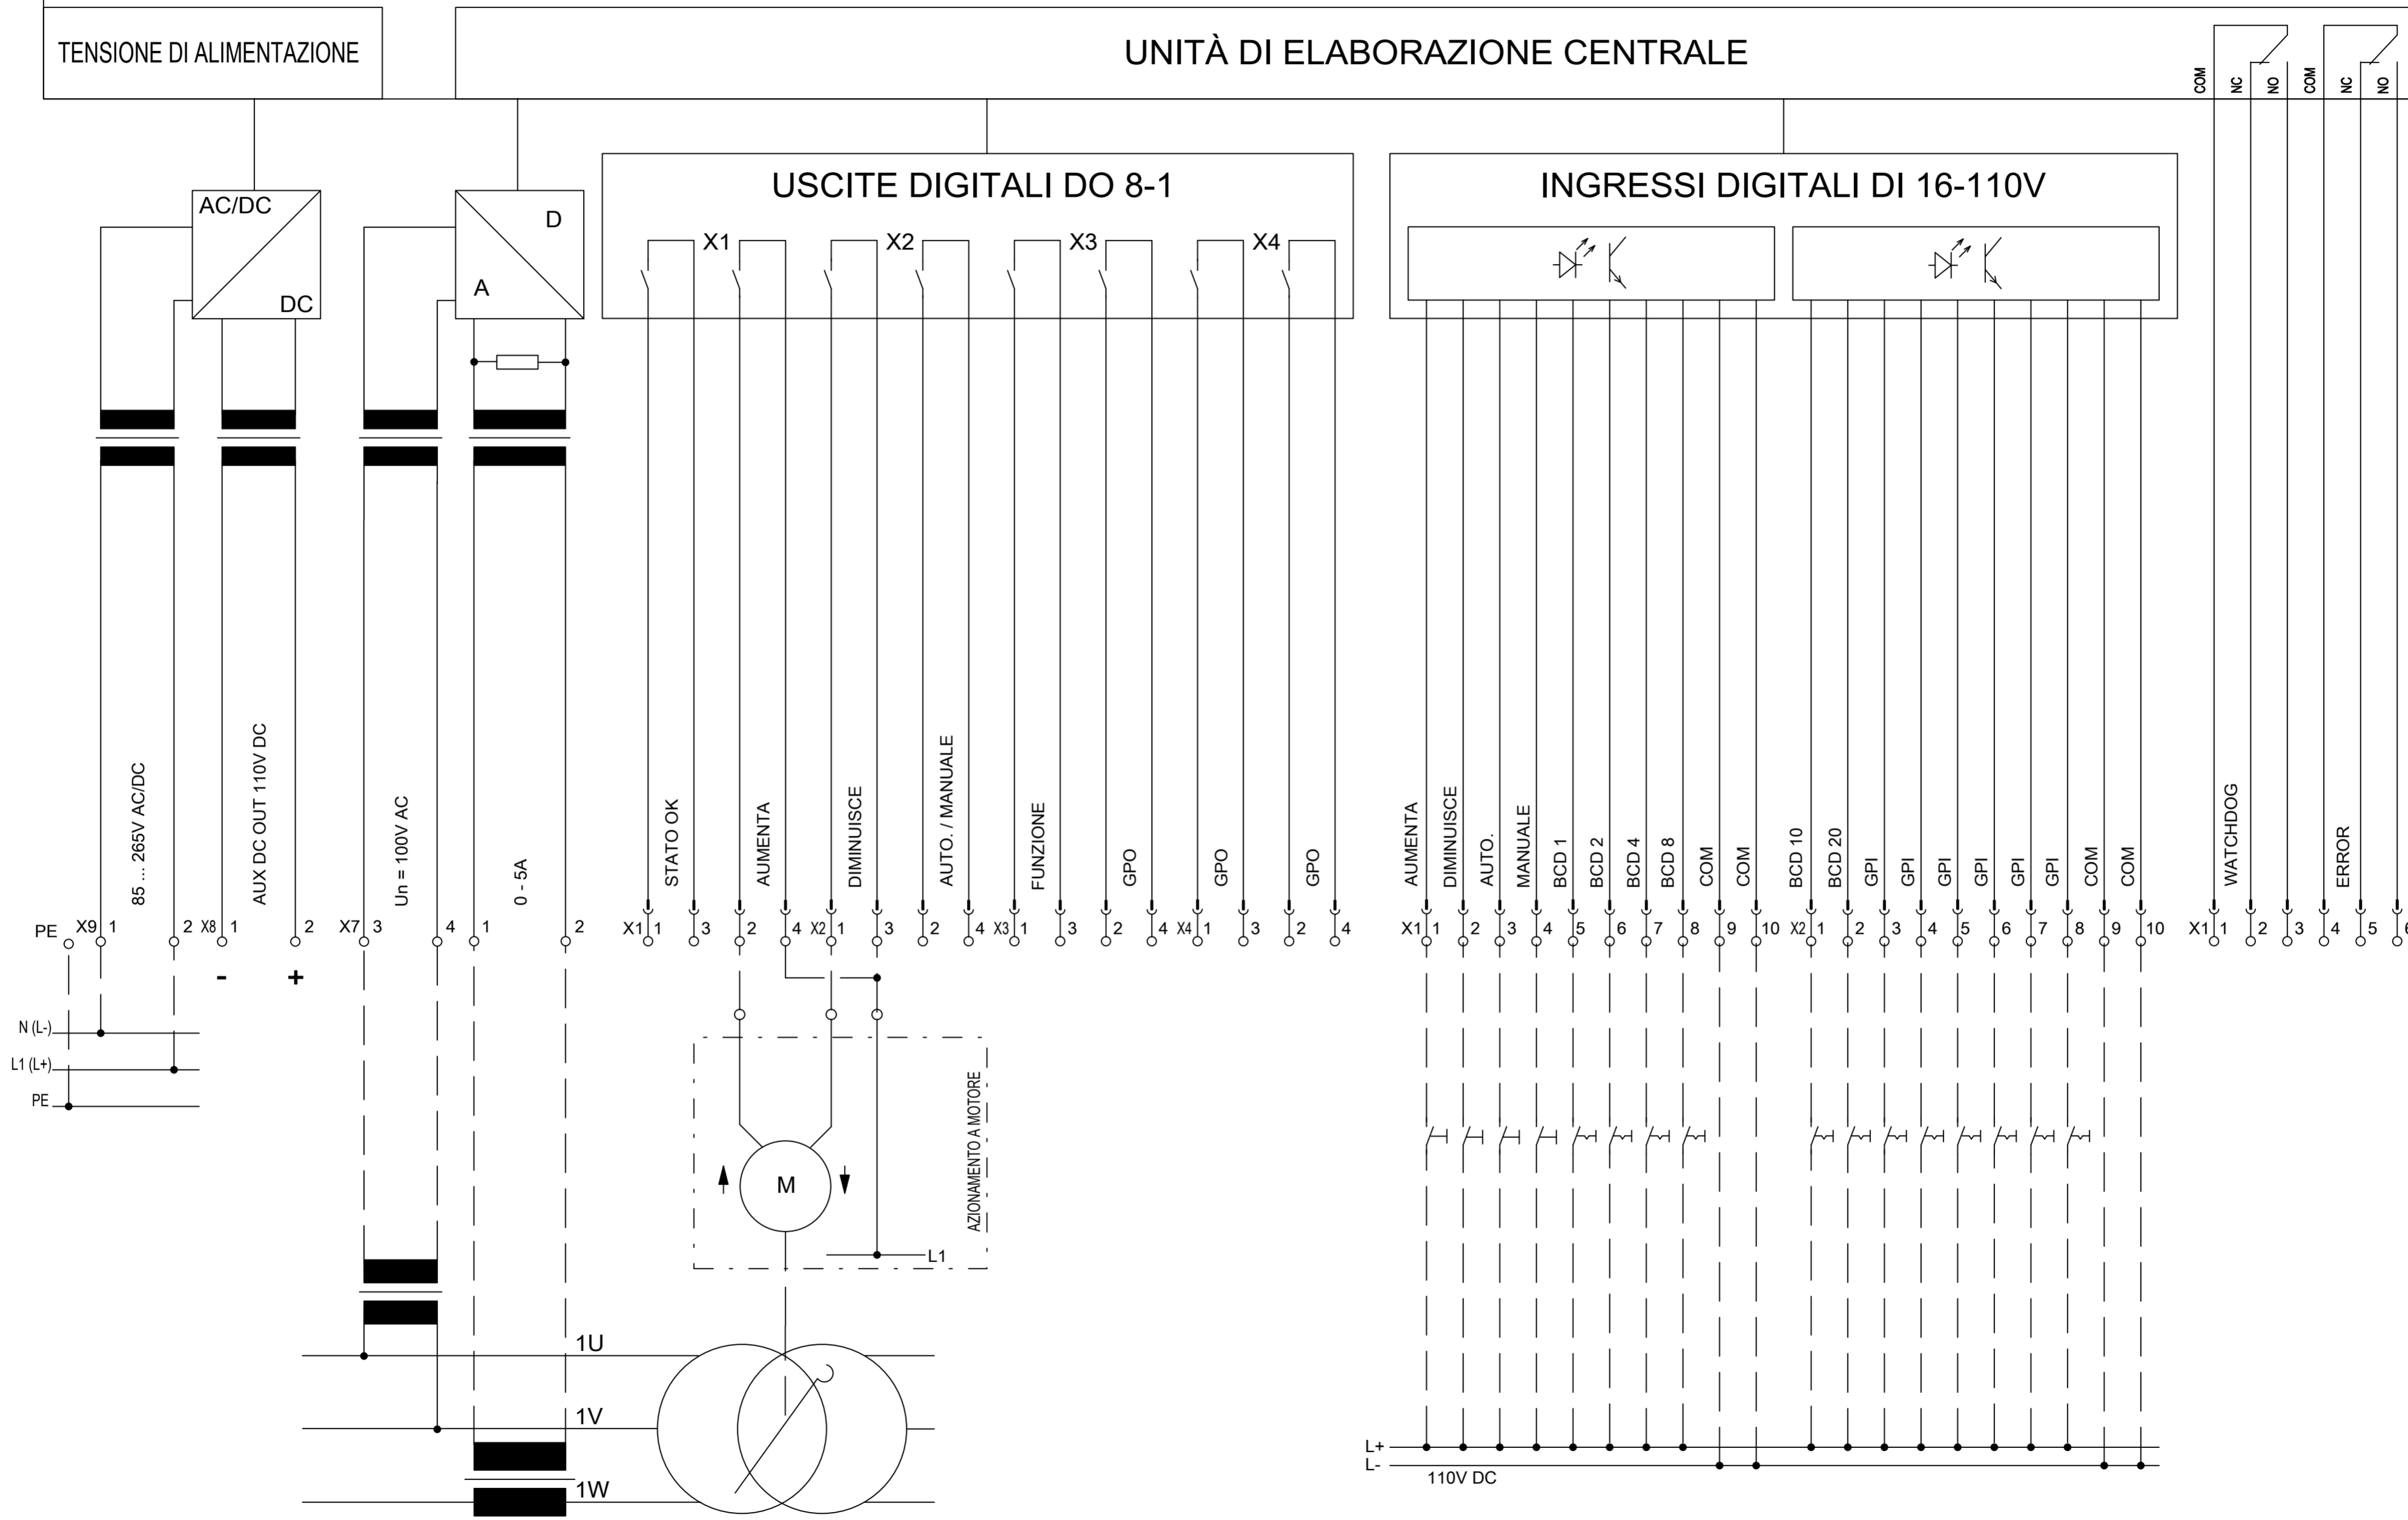 TENSIONE DI ALIMENTAZIONE
UNITÀ DI ELABORAZIONE CENTRALE
COM NC NO COM NC NO
AC/DC
DC
D
A
USCITE DIGITALI DO 8-1
X1 X2 X3 X4
INGRESSI DIGITALI DI 16-110V
85 ... 265V AC/DC
AUX DC OUT 110V DC
Un = 100V AC
0 - 5A
STATO OK
AUMENTA
DIMINUISCE
AUTO. / MANUALE
FUNZIONE
GPO
GPO
GPO
AUMENTA
DIMINUISCE
AUTO.
MANUALE
BCD 1
BCD 2
BCD 4
BCD 8
COM
COM
BCD 10
BCD 20
GPI
GPI
GPI
GPI
GPI
GPI
COM
COM
WATCHDOG
ERROR
PE X9 1 2 X8 1 2 X7 3 4 1 2
X1 1 3 2 4 X2 1 3 2 4 X3 1 3 2 4 X4 1 3 2 4
X1 1 2 3 4 5 6 7 8 9 10 X2 1 2 3 4 5 6 7 8 9 10
X1 1 2 3 4 5 6
- +
N (L-)
L1 (L+)
PE
AZIONAMENTO A MOTORE
M
L1
1U
1V
1W
L+
L-
110V DC